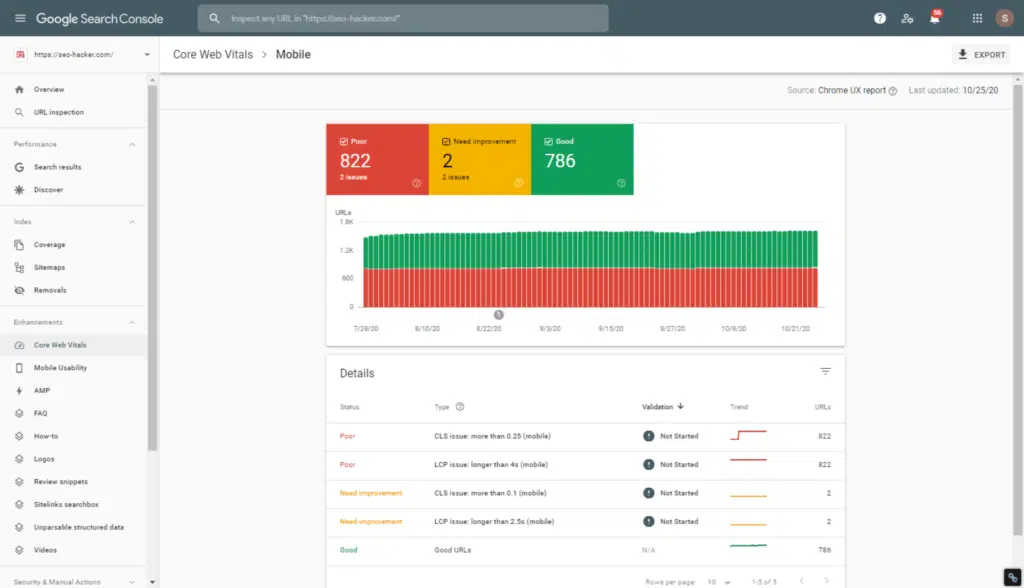 Google Search Console
Inspect any URL in "https://seo-hacker.com/"
66
S
https://seo-hacker.com/
Core Web Vitals > Mobile
EXPORT
Source: Chrome UX report
Last updated: 10/25/20
Overview
URL inspection
Performance
Search results
Discover
Index
Coverage
Sitemaps
Removals
Enhancements
Core Web Vitals
Mobile Usability
AMP
FAQ
How-to
Logos
Review snippets
Sitelinks searchbox
Unparsable structured data
Videos
Security & Manual Actions
Poor
822
2 issues
Need improvement
2
2 issues
Good
786
URLs
1.8K
1.2K
600
0
1
7/29/20 8/10/20 8/22/20 9/3/20 9/15/20 9/27/20 10/9/20 10/21/20
Details
Status Type Validation Trend URLs
Poor CLS issue: more than 0.25 (mobile) Not Started 822
Poor LCP issue: longer than 4s (mobile) Not Started 822
Need improvement CLS issue: more than 0.1 (mobile) Not Started 2
Need improvement LCP issue: longer than 2.5s (mobile) Not Started 2
Good Good URLs N/A 786
Rows per page: 10 1-5 of 5